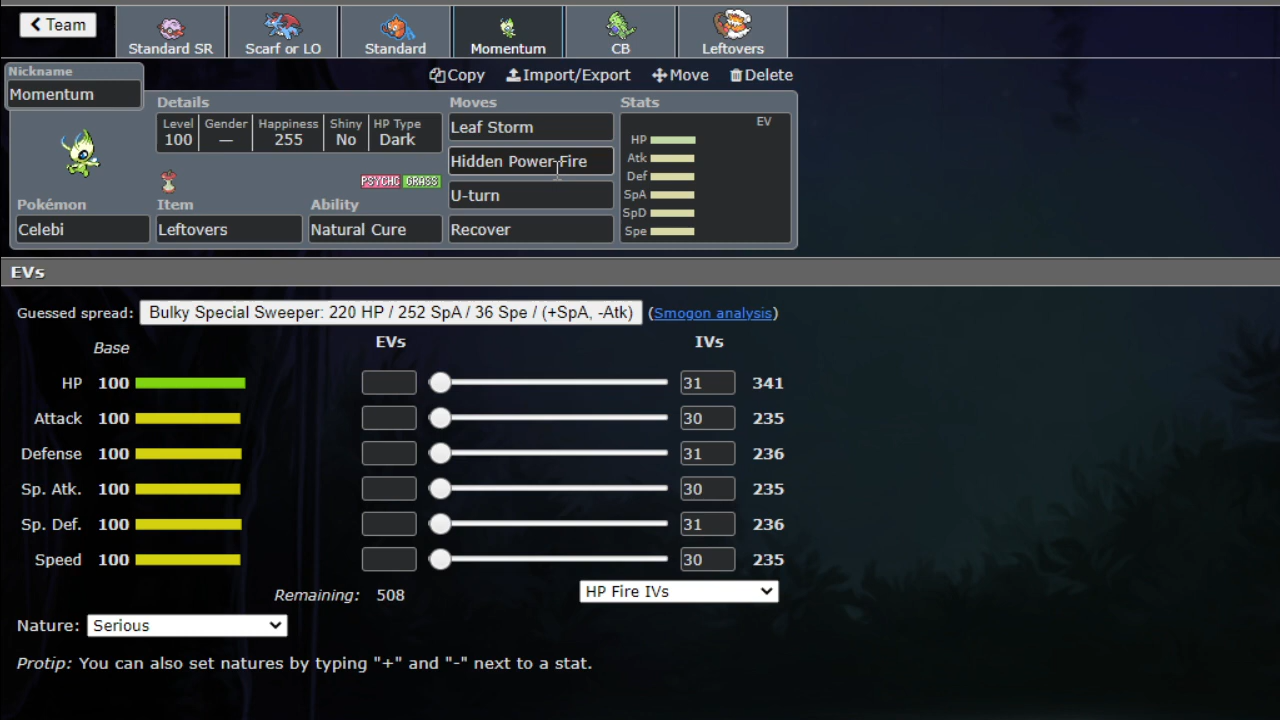 Team
Standard SR
Scarf or LO
Standard
Momentum
CB
Leftovers
Nickname
Momentum
Copy Import/Export Move Delete
Details
Level Gender Happiness Shiny HP Type
100 — 255 No Dark
PSYCHC GRASS
Pokémon
Celebi
Item
Leftovers
Ability
Natural Cure
Moves
Leaf Storm
Hidden Power Fire
U-turn
Recover
Stats
EV
HP
Atk
Def
SpA
SpD
Spe
EVs
Guessed spread: Bulky Special Sweeper: 220 HP / 252 SpA / 36 Spe / (+SpA, -Atk) (Smogon analysis)
Base EVs IVs
HP 100 31 341
Attack 100 30 235
Defense 100 31 236
Sp. Atk. 100 30 235
Sp. Def. 100 31 236
Speed 100 30 235
Remaining: 508 HP Fire IVs
Nature: Serious
Protip: You can also set natures by typing "+" and "-" next to a stat.